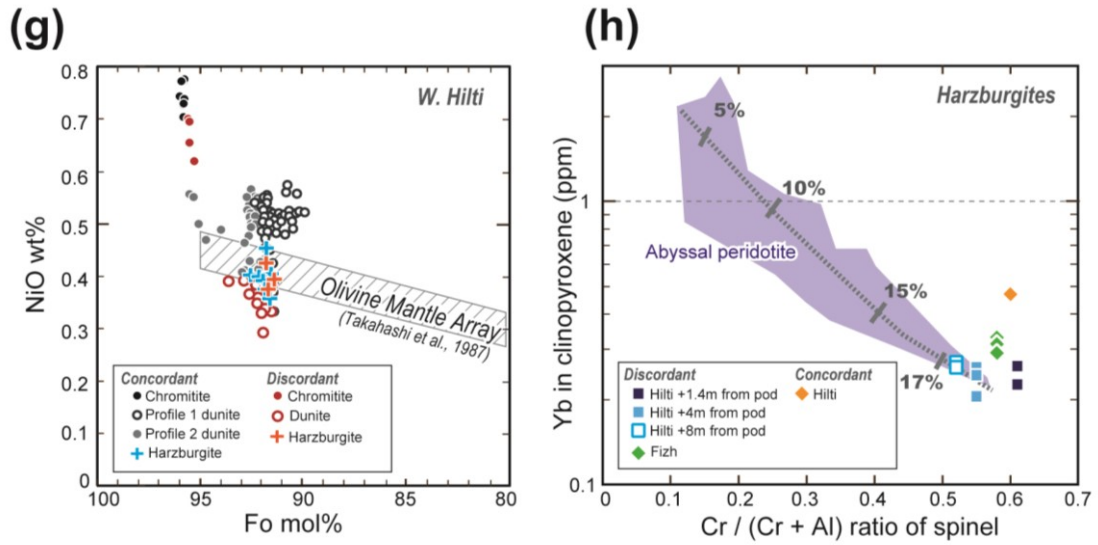 (g)
NiO wt%
0.8
0.7
0.6
0.5
0.4
0.3
0.2
0.1
0
W. Hilti
Olivine Mantle Array
(Takahashi et al., 1987)
Concordant
Chromitite
Profile 1 dunite
Profile 2 dunite
Harzburgite
Discordant
Chromitite
Dunite
Harzburgite
100 95 90 85 80
Fo mol%
(h)
Yb in clinopyroxene (ppm)
1
0.1
Harzburgites
5%
10%
Abyssal peridotite
15%
17%
Discordant
Hilti +1.4m from pod
Hilti +4m from pod
Hilti +8m from pod
Fizh
Concordant
Hilti
0 0.1 0.2 0.3 0.4 0.5 0.6 0.7
Cr / (Cr + Al) ratio of spinel